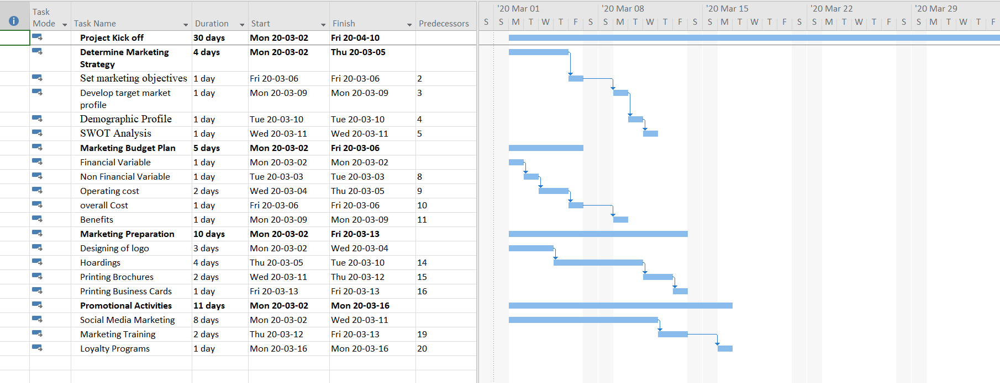 Task Mode Task Name Duration Start Finish Predecessors '20 Mar 01 '20 Mar 08 '20 Mar 15 '20 Mar 22 '20 Mar 29
S S M T W T F S S M T W T F S S M T W T F S S M T W T F S S M T W T F
Project Kick off 30 days Mon 20-03-02 Fri 20-04-10
Determine Marketing Strategy 4 days Mon 20-03-02 Thu 20-03-05
Set marketing objectives 1 day Fri 20-03-06 Fri 20-03-06 2
Develop target market profile 1 day Mon 20-03-09 Mon 20-03-09 3
Demographic Profile 1 day Tue 20-03-10 Tue 20-03-10 4
SWOT Analysis 1 day Wed 20-03-11 Wed 20-03-11 5
Marketing Budget Plan 5 days Mon 20-03-02 Fri 20-03-06
Financial Variable 1 day Mon 20-03-02 Mon 20-03-02
Non Financial Variable 1 day Tue 20-03-03 Tue 20-03-03 8
Operating cost 2 days Wed 20-03-04 Thu 20-03-05 9
overall Cost 1 day Fri 20-03-06 Fri 20-03-06 10
Benefits 1 day Mon 20-03-09 Mon 20-03-09 11
Marketing Preparation 10 days Mon 20-03-02 Fri 20-03-13
Designing of logo 3 days Mon 20-03-02 Wed 20-03-04
Hoardings 4 days Thu 20-03-05 Tue 20-03-10 14
Printing Brochures 2 days Wed 20-03-11 Thu 20-03-12 15
Printing Business Cards 1 day Fri 20-03-13 Fri 20-03-13 16
Promotional Activities 11 days Mon 20-03-02 Mon 20-03-16
Social Media Marketing 8 days Mon 20-03-02 Wed 20-03-11
Marketing Training 2 days Thu 20-03-12 Fri 20-03-13 19
Loyalty Programs 1 day Mon 20-03-16 Mon 20-03-16 20